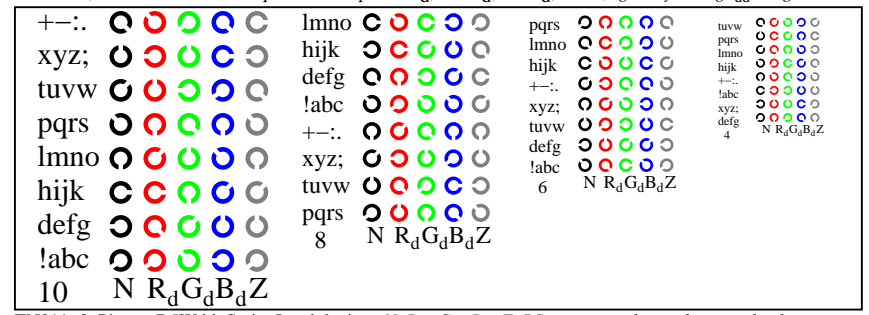 +−:.
xyz;
tuvw
pqrs
lmno
hijk
defg
!abc
10 N RdGdBdZ
lmno
hijk
defg
!abc
+−:.
xyz;
tuvw
pqrs
8 N RdGdBdZ
pqrs
lmno
hijk
+−:.
xyz;
tuvw
defg
!abc
6 N RdGdBdZ
tuvw
pqrs
lmno
hijk
+−:.
!abc
xyz;
defg
4 N RdGdBdZ